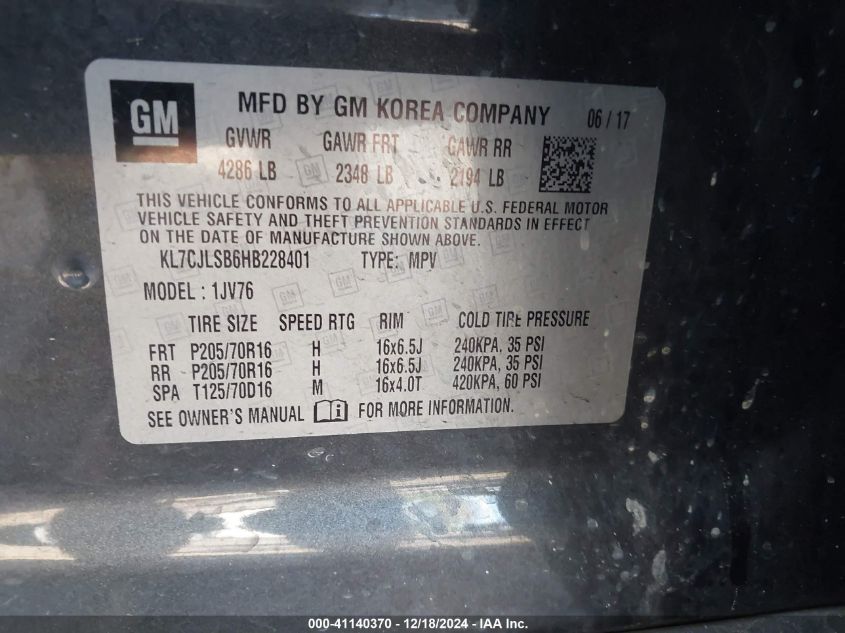 GM
MFD BY GM KOREA COMPANY 06/17
GVWR GAWR FRT GAWR RR
4286 LB 2348 LB 2194 LB
THIS VEHICLE CONFORMS TO ALL APPLICABLE U.S. FEDERAL MOTOR
VEHICLE SAFETY AND THEFT PREVENTION STANDARDS IN EFFECT
ON THE DATE OF MANUFACTURE SHOWN ABOVE.
KL7CJLSB6HB228401 TYPE: MPV
MODEL : 1JV76
TIRE SIZE SPEED RTG RIM COLD TIRE PRESSURE
FRT P205/70R16 H 16x6.5J 240KPA, 35 PSI
RR P205/70R16 H 16x6.5J 240KPA, 35 PSI
SPA T125/70D16 M 16x4.0T 420KPA, 60 PSI
SEE OWNER'S MANUAL i FOR MORE INFORMATION.
000-41140370 - 12/18/2024 - IAA Inc.